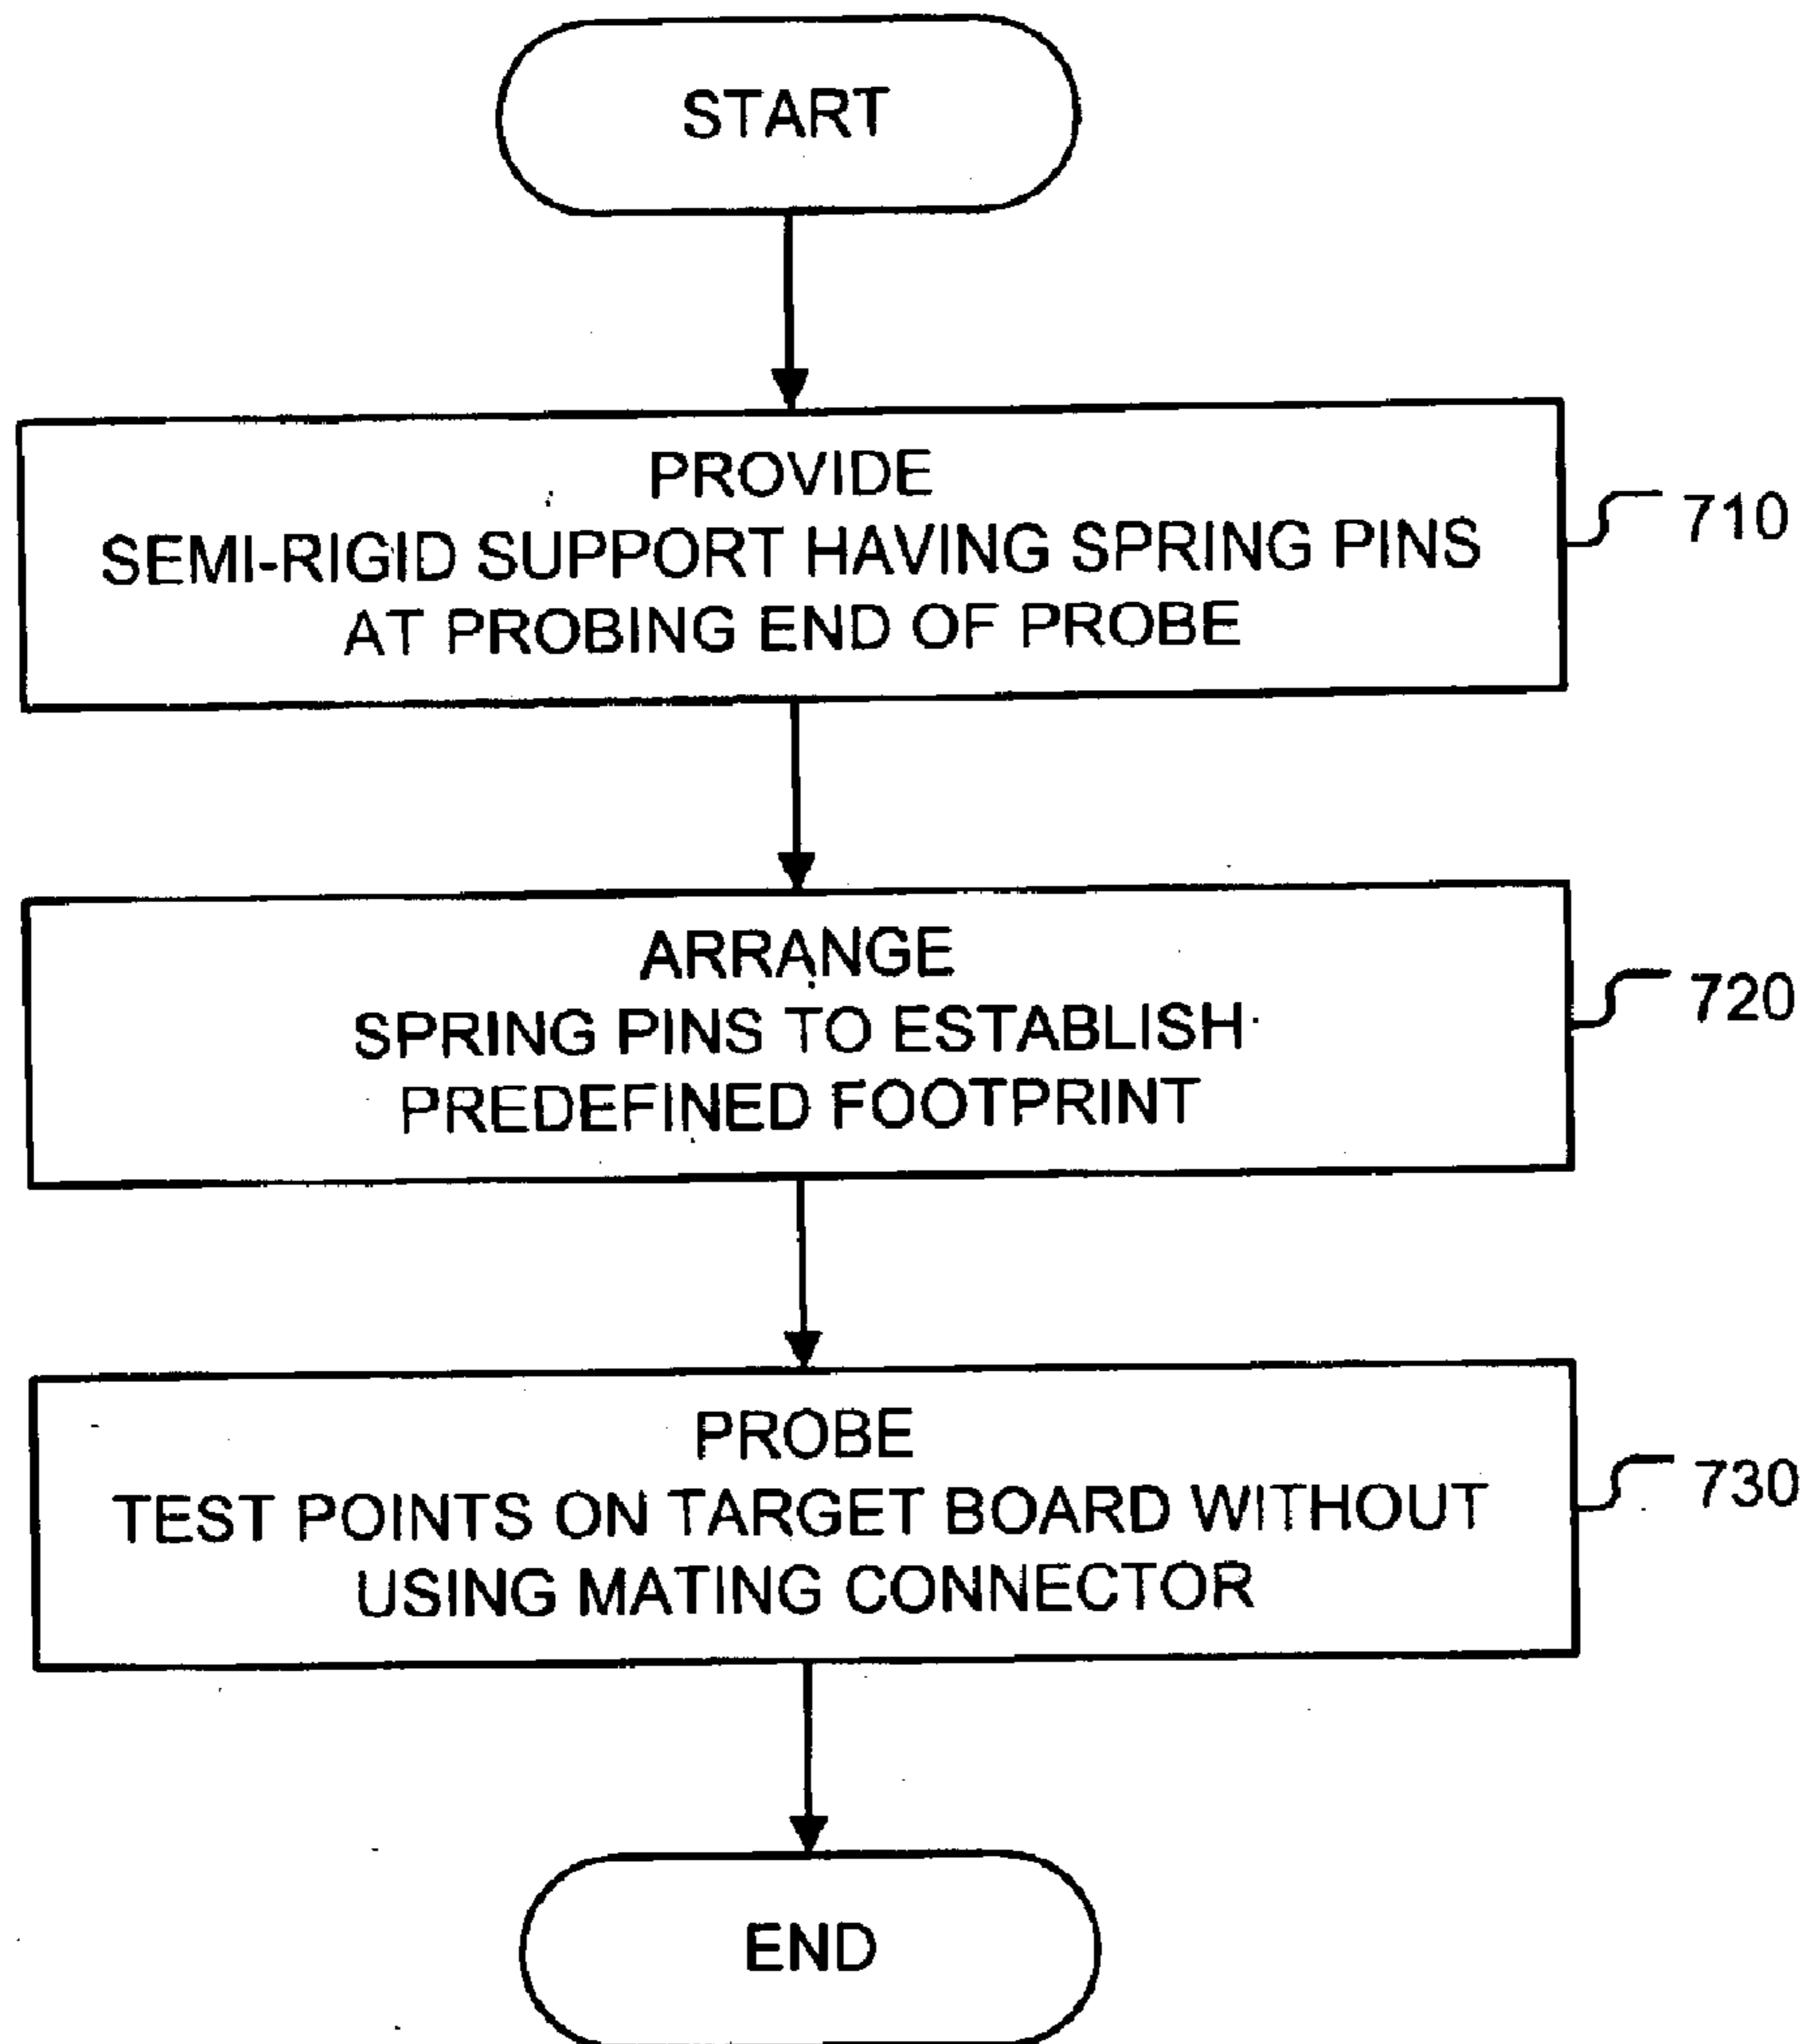 START
PROVIDE
SEMI-RIGID SUPPORT HAVING SPRING PINS
AT PROBING END OF PROBE
710
ARRANGE
SPRING PINS TO ESTABLISH
PREDEFINED FOOTPRINT
720
PROBE
TEST POINTS ON TARGET BOARD WITHOUT
USING MATING CONNECTOR
730
END